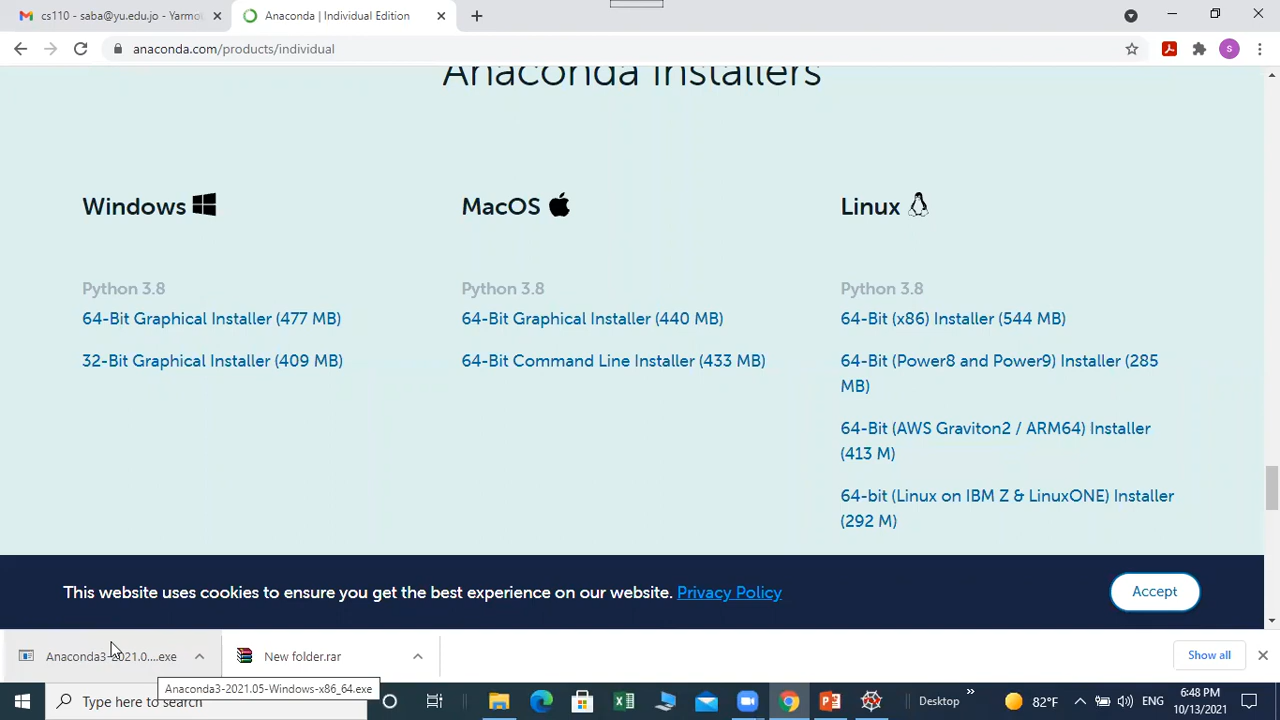 cs110 - saba@yu.edu.jo - Yarmo
Anaconda | Individual Edition
anaconda.com/products/individual
S
Anaconda Installers
Windows
MacOS
Linux
Python 3.8
Python 3.8
Python 3.8
64-Bit Graphical Installer (477 MB)
64-Bit Graphical Installer (440 MB)
64-Bit (x86) Installer (544 MB)
32-Bit Graphical Installer (409 MB)
64-Bit Command Line Installer (433 MB)
64-Bit (Power8 and Power9) Installer (285
MB)
64-Bit (AWS Graviton2 / ARM64) Installer
(413 M)
64-bit (Linux on IBM Z & LinuxONE) Installer
(292 M)
This website uses cookies to ensure you get the best experience on our website. Privacy Policy
Accept
Anaconda3-2021.0....exe
New folder.rar
Show all
Anaconda3-2021.05-Windows-x86_64.exe
Type here to search
Desktop
82°F
ENG
6:48 PM
10/13/2021